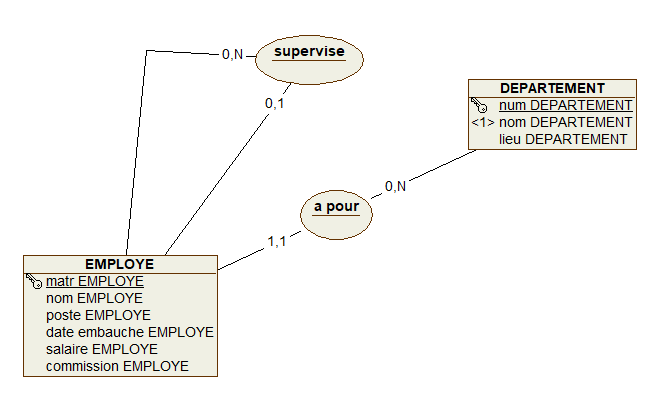 supervise
0,N
0,1
DEPARTEMENT
num DEPARTEMENT
<1> nom DEPARTEMENT
lieu DEPARTEMENT
0,N
a pour
1,1
EMPLOYE
matr EMPLOYE
nom EMPLOYE
poste EMPLOYE
date embauche EMPLOYE
salaire EMPLOYE
commission EMPLOYE